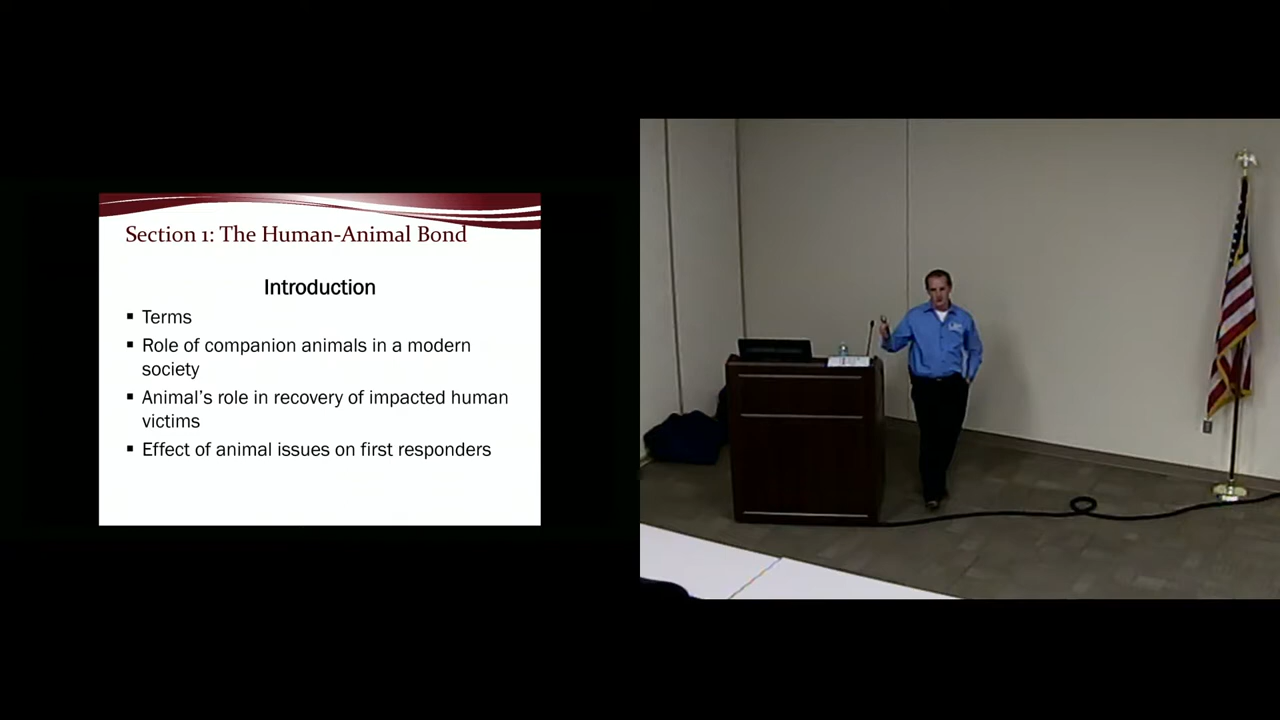 Section 1: The Human-Animal Bond
Introduction
▪ Terms
▪ Role of companion animals in a modern
society
▪ Animal's role in recovery of impacted human
victims
▪ Effect of animal issues on first responders